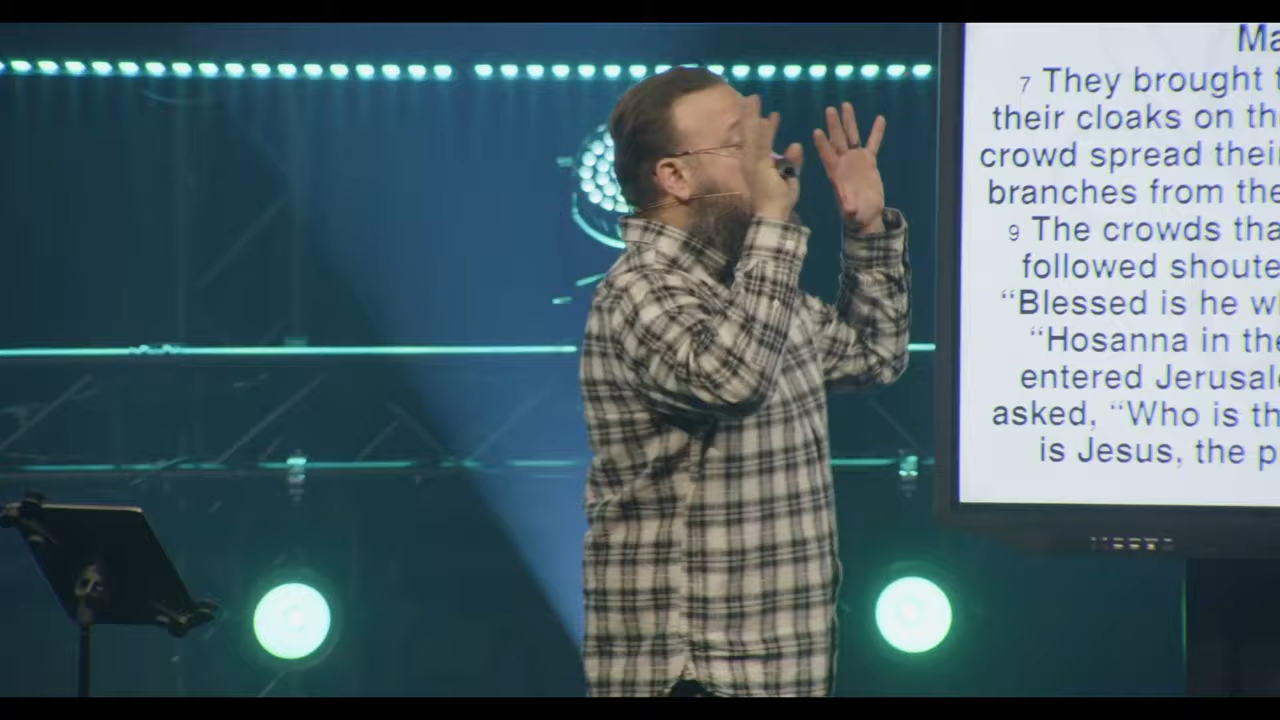 Ma
7 They brought t
their cloaks on th
crowd spread thei
branches from the
9 The crowds tha
followed shoute
“Blessed is he w
“Hosanna in the
entered Jerusal
asked, “Who is th
is Jesus, the p